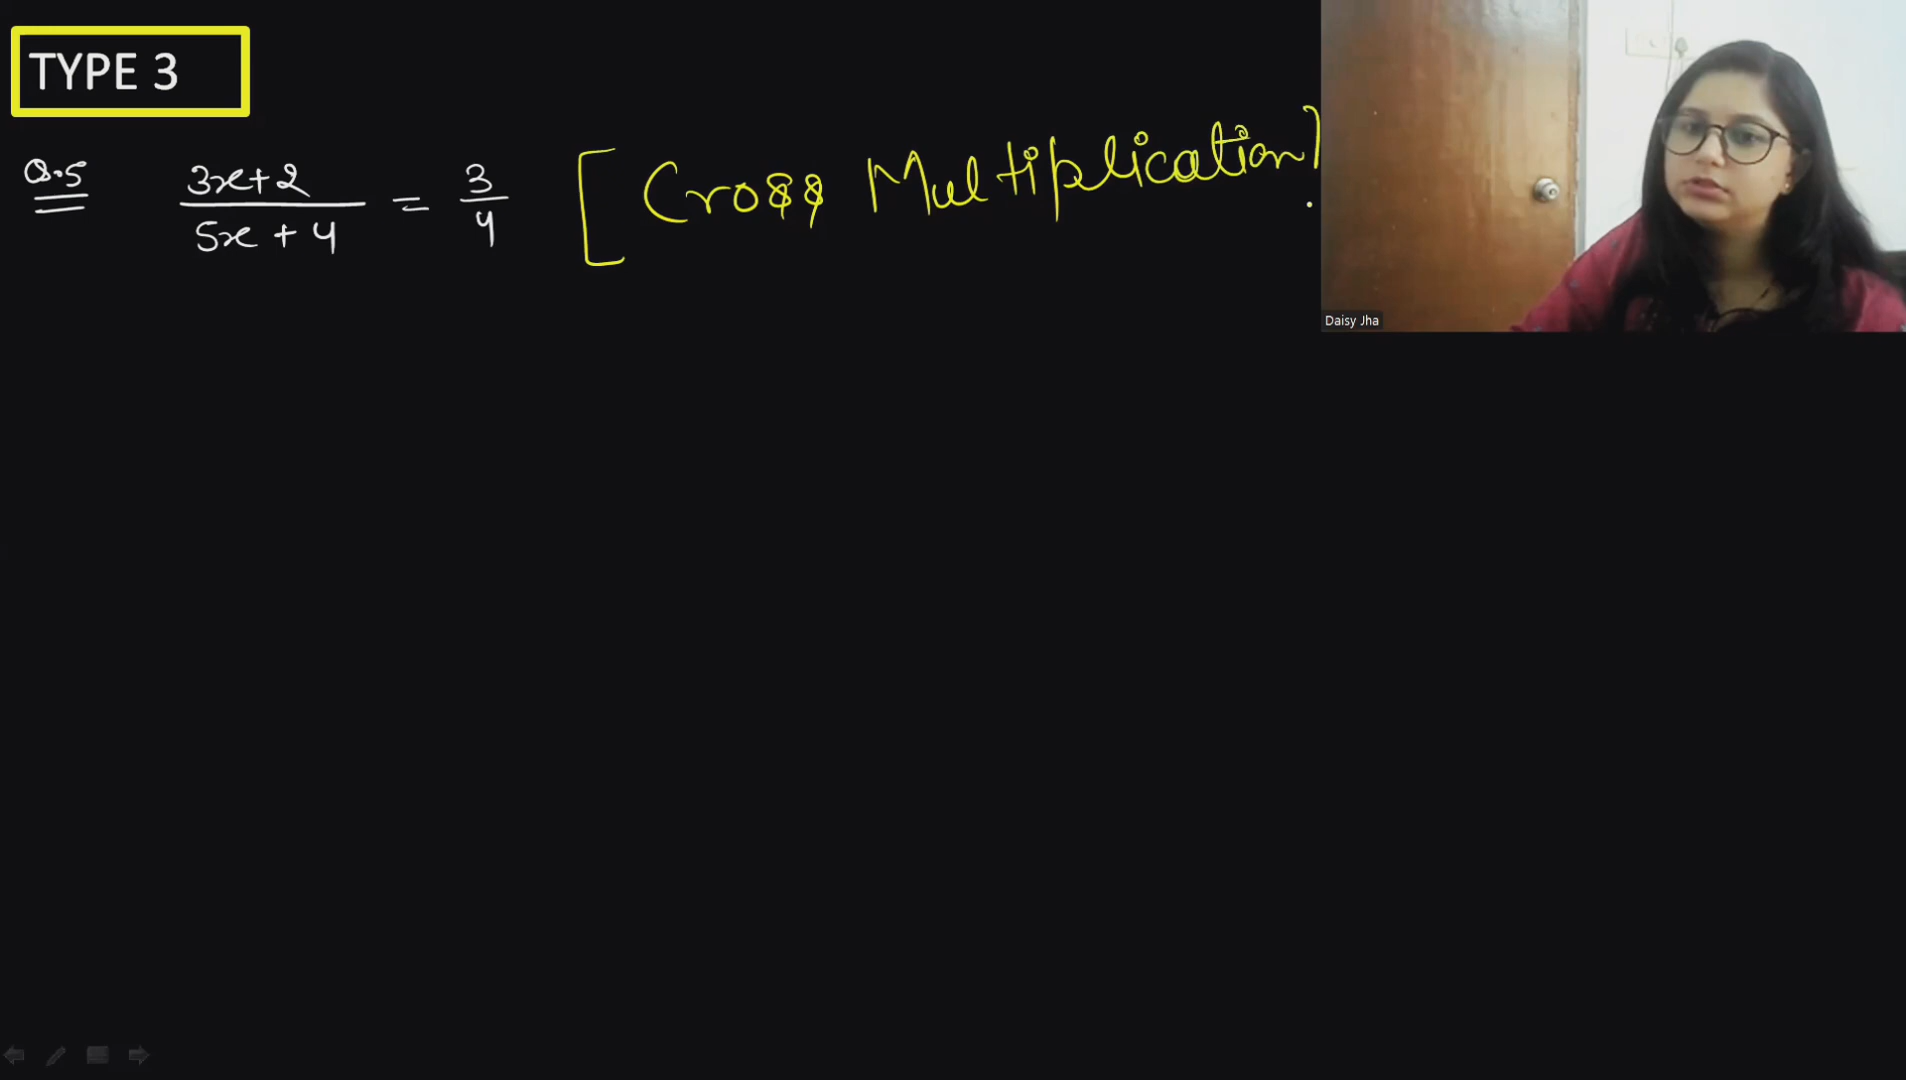 TYPE 3
Q.5 3x+2 / 5x+4 = 3/4 [Cross Multiplication]
Daisy Jha